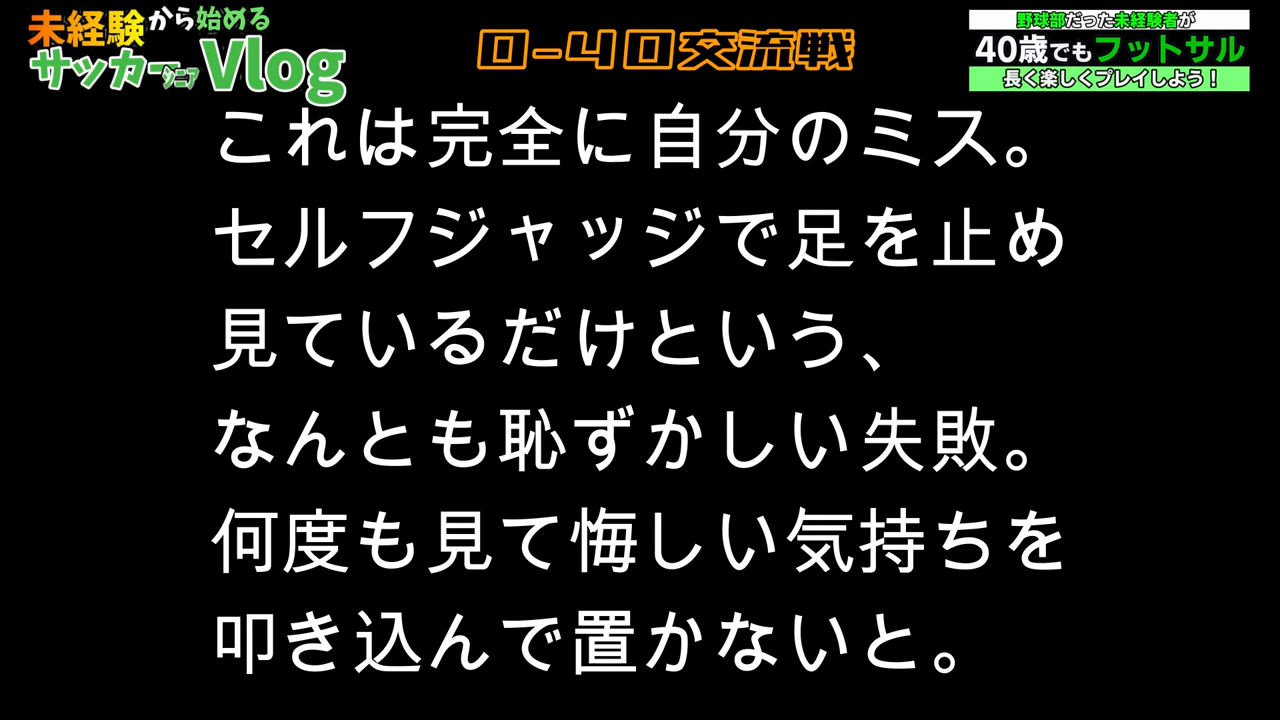 未経験から始める
サッカーシニアVlog
O-40交流戦
野球部だった未経験者が
40歳でもフットサル
長く楽しくプレイしよう!
これは完全に自分のミス。
セルフジャッジで足を止め
見ているだけという、
なんとも恥ずかしい失敗。
何度も見て悔しい気持ちを
叩き込んで置かないと。